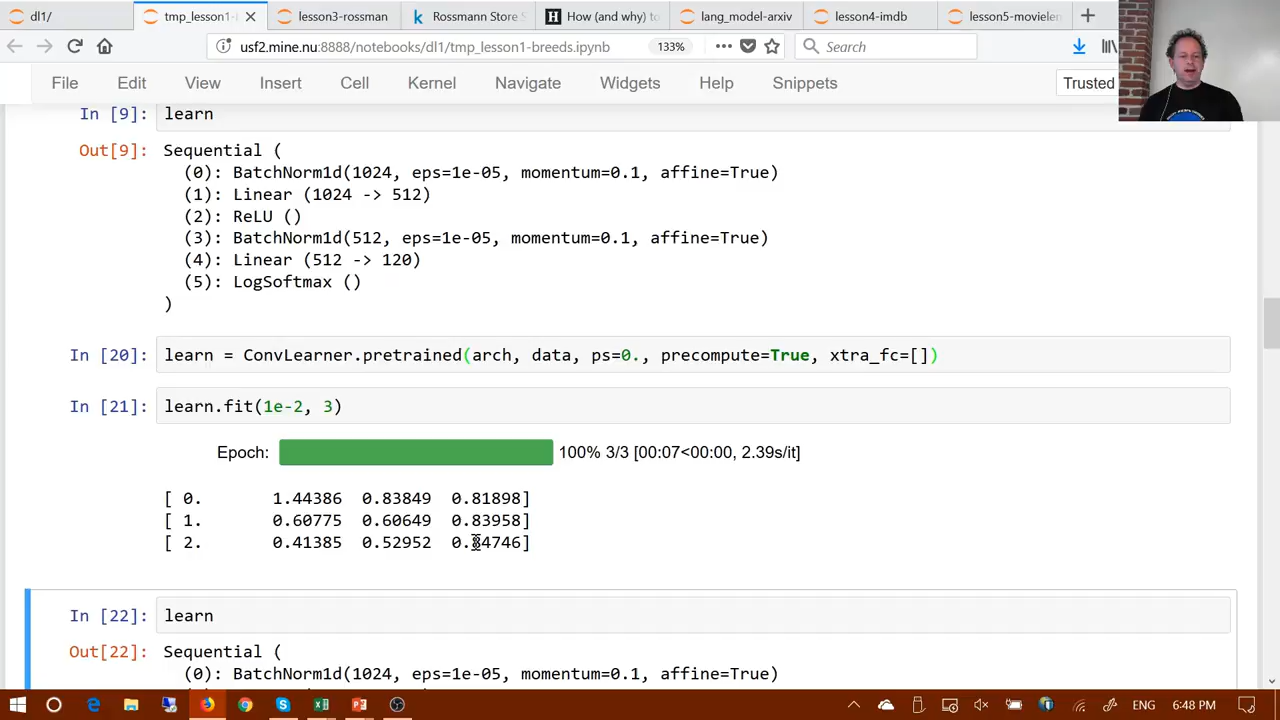 dl1/
tmp_lesson1-
lesson3-rossman
Rossmann Store S
How (and why) to
lang_model-arxiv
lesson4-imdb
lesson5-movielen
usf2.mine.nu:8888/notebooks/dl1/tmp_lesson1-breeds.ipynb
133%
Search
File Edit View Insert Cell Kernel Navigate Widgets Help Snippets
Trusted
In [9]: learn
Out[9]: Sequential (
(0): BatchNorm1d(1024, eps=1e-05, momentum=0.1, affine=True)
(1): Linear (1024 -> 512)
(2): ReLU ()
(3): BatchNorm1d(512, eps=1e-05, momentum=0.1, affine=True)
(4): Linear (512 -> 120)
(5): LogSoftmax ()
)
In [20]: learn = ConvLearner.pretrained(arch, data, ps=0., precompute=True, xtra_fc=[])
In [21]: learn.fit(1e-2, 3)
Epoch: 100% 3/3 [00:07<00:00, 2.39s/it]
[ 0. 1.44386 0.83849 0.81898]
[ 1. 0.60775 0.60649 0.83958]
[ 2. 0.41385 0.52952 0.84746]
In [22]: learn
Out[22]: Sequential (
(0): BatchNorm1d(1024, eps=1e-05, momentum=0.1, affine=True)
ENG 6:48 PM